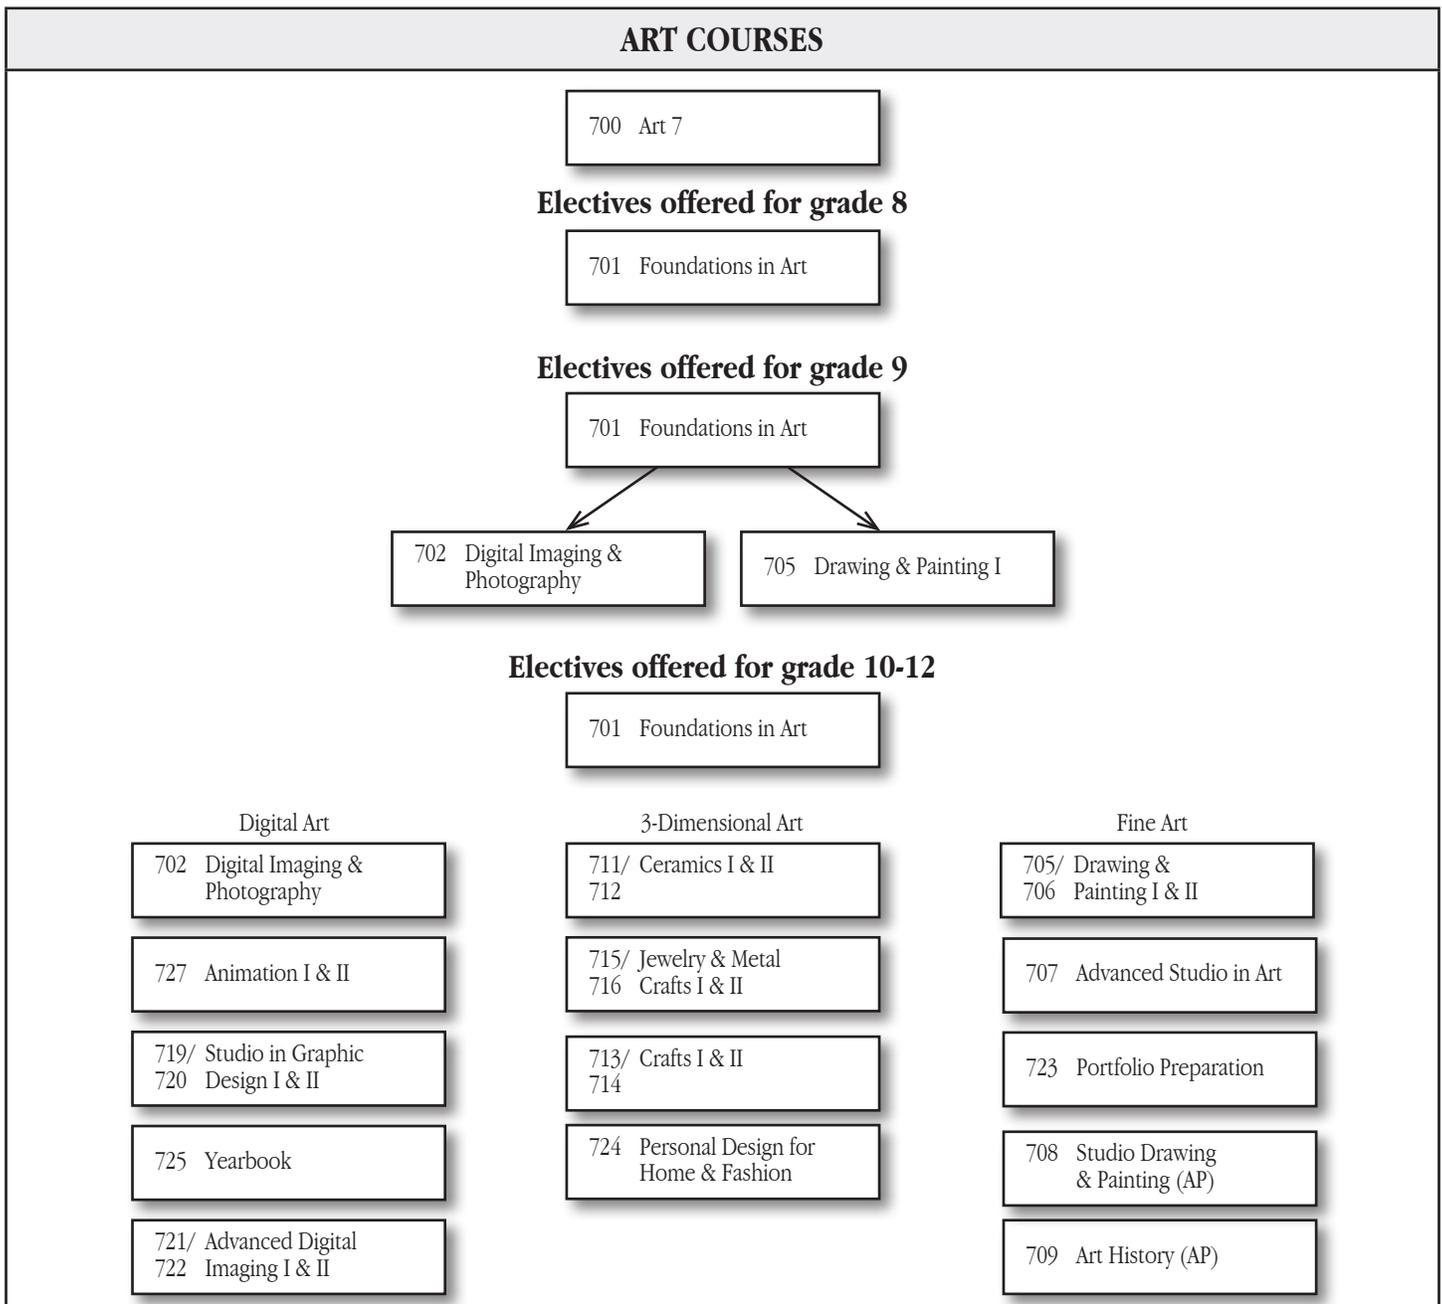 ART COURSES
700 Art 7
Electives offered for grade 8
701 Foundations in Art
Electives offered for grade 9
701 Foundations in Art
702 Digital Imaging &
Photography
705 Drawing & Painting I
Electives offered for grade 10-12
701 Foundations in Art
Digital Art
702 Digital Imaging &
Photography
727 Animation I & II
719/ Studio in Graphic
720 Design I & II
725 Yearbook
721/ Advanced Digital
722 Imaging I & II
3-Dimensional Art
711/ Ceramics I & II
712
715/ Jewelry & Metal
716 Crafts I & II
713/ Crafts I & II
714
724 Personal Design for
Home & Fashion
Fine Art
705/ Drawing &
706 Painting I & II
707 Advanced Studio in Art
723 Portfolio Preparation
708 Studio Drawing
& Painting (AP)
709 Art History (AP)